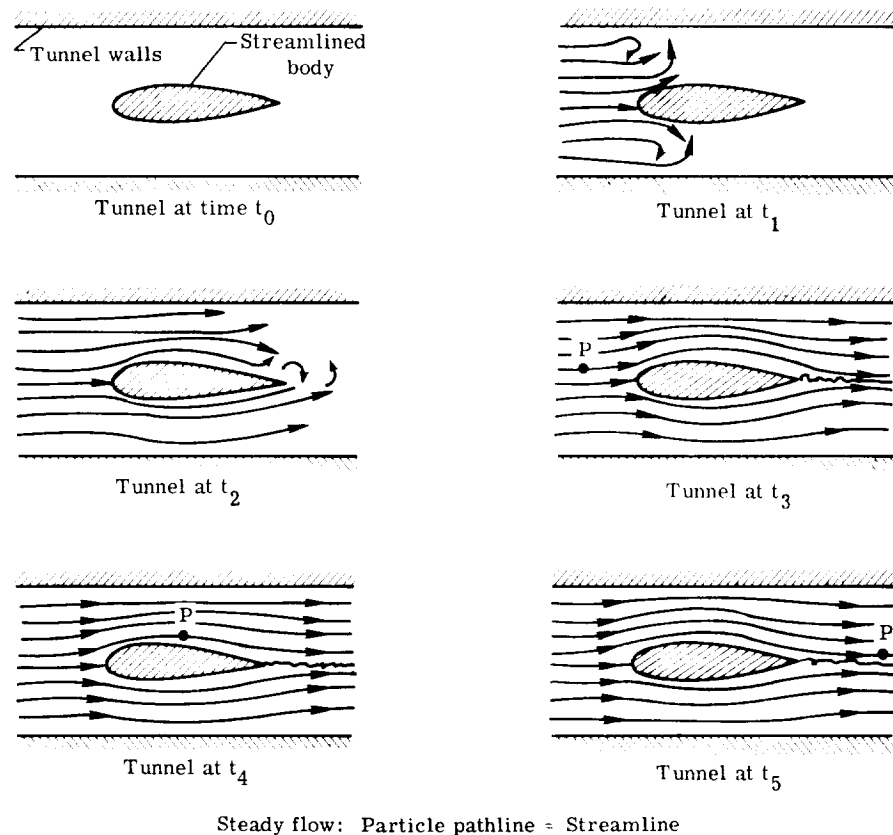 Tunnel walls
Streamlined
body
Tunnel at time t0
Tunnel at t1
Tunnel at t2
P
Tunnel at t3
P
Tunnel at t4
P
Tunnel at t5
Steady flow: Particle pathline = Streamline